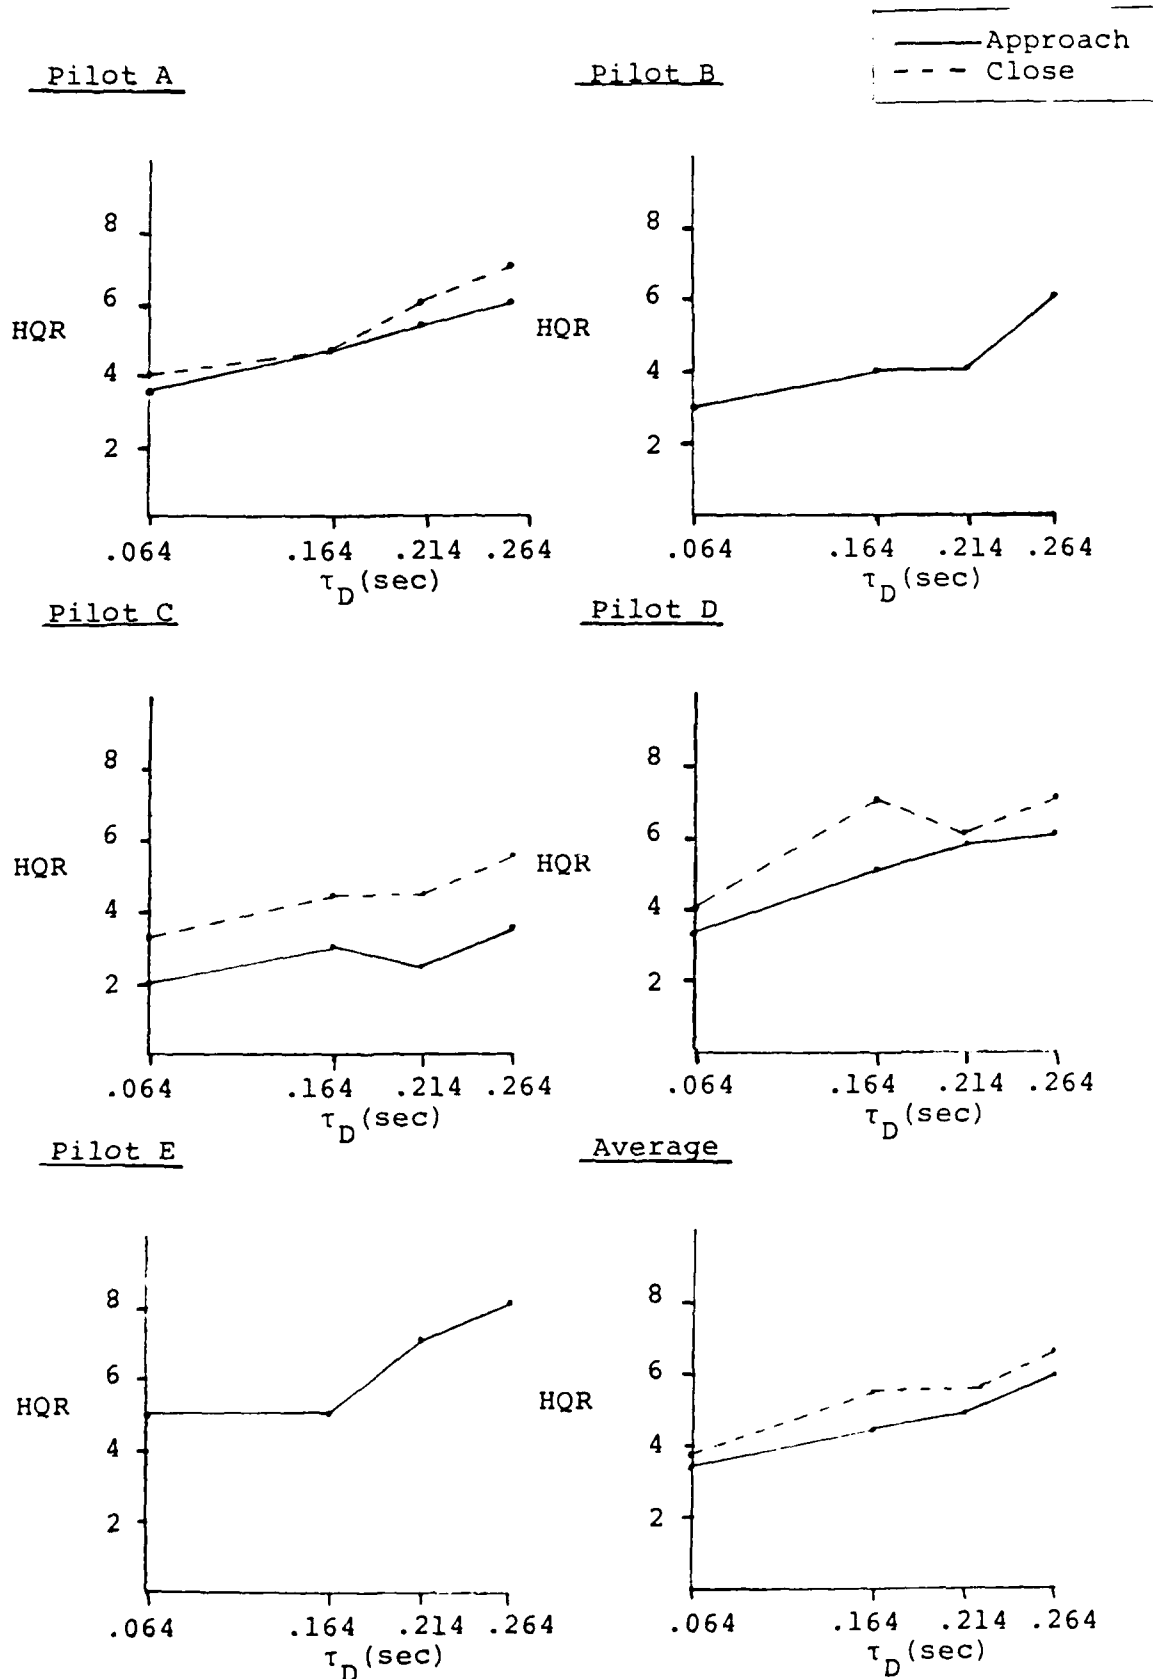 Approach
Close
Pilot A
Pilot B
8
6
HQR
4
2
.064 .164 .214 .264
τD(sec)
8
6
HQR
4
2
.064 .164 .214 .264
τD(sec)
Pilot C
Pilot D
8
6
HQR
4
2
.064 .164 .214 .264
τD(sec)
8
6
HQR
4
2
.064 .164 .214 .264
τD(sec)
Pilot E
Average
8
6
HQR
4
2
.064 .164 .214 .264
τD(sec)
8
6
HQR
4
2
.064 .164 .214 .264
τD(sec)